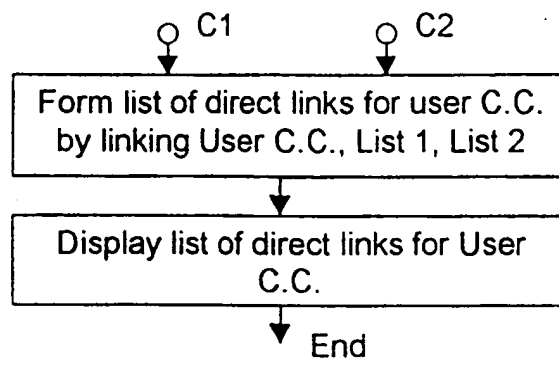 C1 C2
Form list of direct links for user C.C.
by linking User C.C., List 1, List 2
Display list of direct links for User
C.C.
End